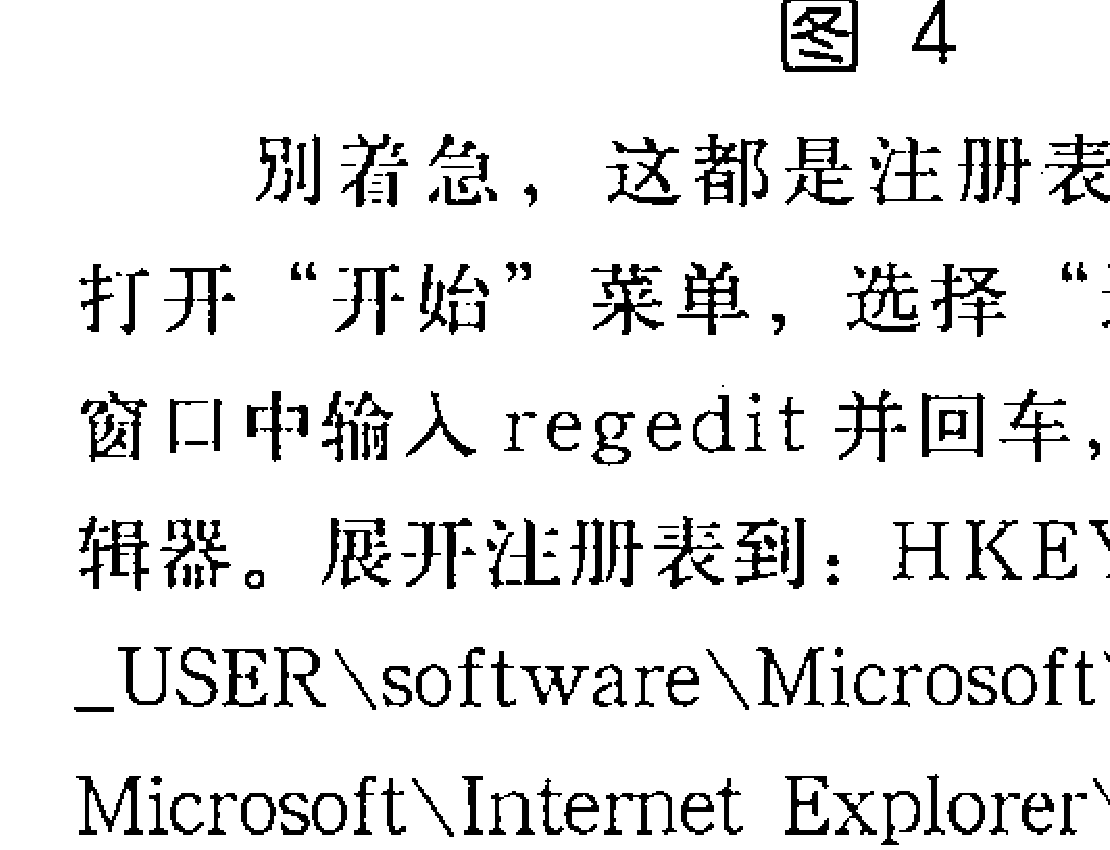 图 4
别着急，这都是注册表
打开“开始”菜单，选择“
窗口中输入 regedit 并回车，
辑器。展开注册表到：HKEY
_USER\software\Microsoft\
Microsoft\Internet Explorer\